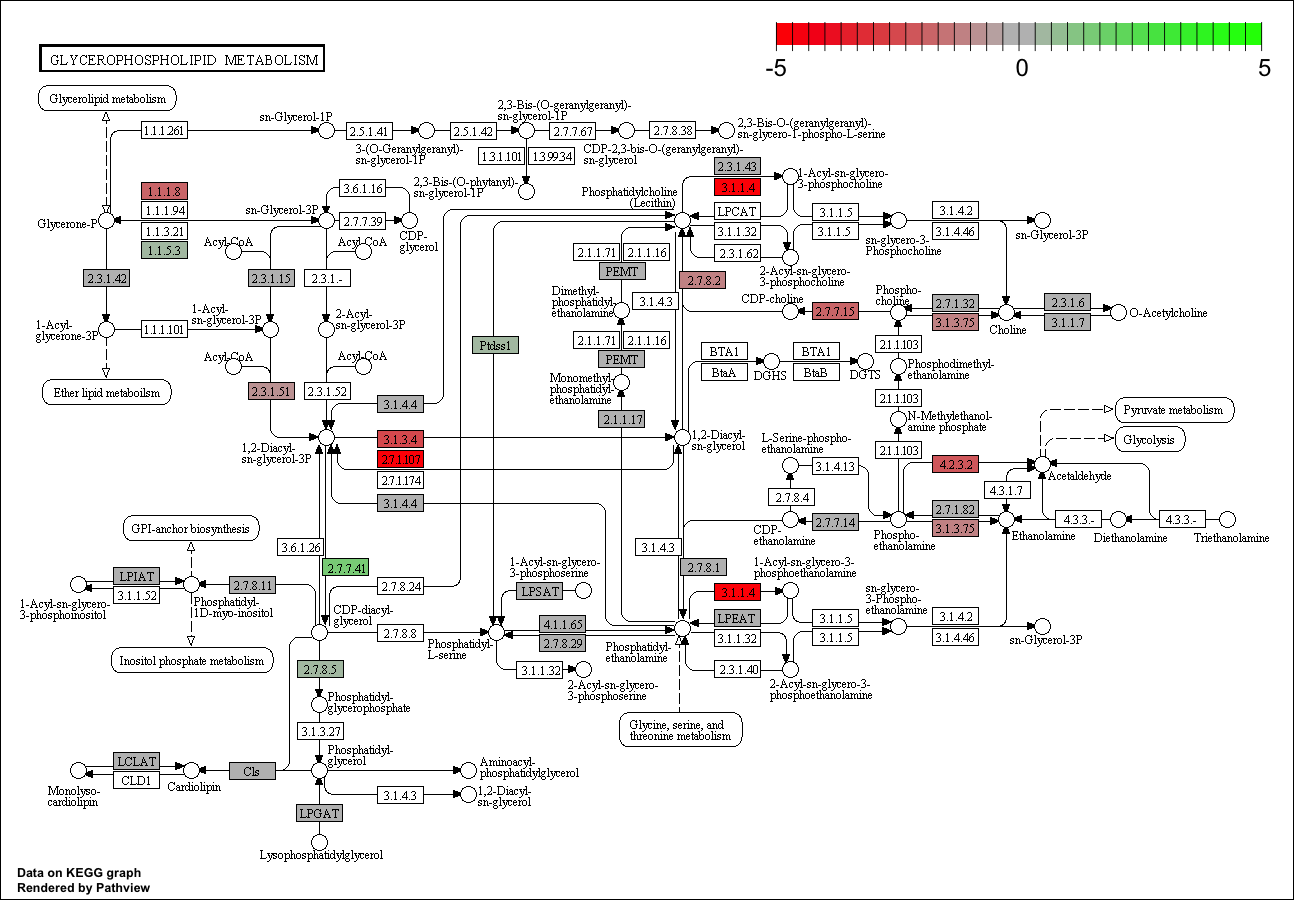 -5
0
5
GLYCEROPHOSPHOLIPID METABOLISM
Glycerolipid metabolism
1.1.1.261
sn-Glycerol-1P
2.5.1.41
3-(O-Geranylgeranyl)-
sn-glycerol-1P
2.5.1.42
2,3-Bis-(O-geranylgeranyl)-
sn-glycerol-1P
2.7.7.67
CDP-2,3-bis-O-(geranylgeranyl)-
sn-glycerol
2.7.8.38
2,3-Bis-O-(geranylgeranyl)-
sn-glycero-1-phospho-L-serine
1.3.1.101
1.3.99.34
2,3-Bis-(O-phytanyl)-
sn-glycerol-1P
1.1.1.8
1.1.1.94
1.1.3.21
1.1.5.3
Glycerone-P
sn-Glycerol-3P
3.6.1.16
2.7.7.39
CDP-
glycerol
Acyl-CoA
Acyl-CoA
2.3.1.42
2.3.1.15
2.3.1.-
1-Acyl-
glycerone-3P
1.1.1.101
1-Acyl-
sn-glycerol-3P
2-Acyl-
sn-glycerol-3P
Acyl-CoA
Acyl-CoA
Ether lipid metaboilsm
2.3.1.51
2.3.1.52
3.1.4.4
1,2-Diacyl-
sn-glycerol-3P
3.1.3.4
2.7.1.107
2.7.1.174
3.1.4.4
Ptdss1
Phosphatidylcholine
(Lecithin)
2.3.1.43
3.1.1.4
LPCAT
3.1.1.32
2.3.1.62
1-Acyl-sn-glycero-
3-phosphocholine
2-Acyl-sn-glycero-
3-phosphocholine
3.1.1.5
3.1.1.5
sn-glycero-3-
Phosphocholine
3.1.4.2
3.1.4.46
sn-Glycerol-3P
2.1.1.71
2.1.1.16
PEMT
Dimethyl-
phosphatidyl-
ethanolamine
3.1.4.3
2.7.8.2
CDP-choline
2.7.7.15
Phospho-
choline
2.7.1.32
3.1.3.75
Choline
2.3.1.6
3.1.1.7
O-Acetylcholine
2.1.1.71
2.1.1.16
PEMT
Monomethyl-
phosphatidyl-
ethanolamine
2.1.1.17
BTA1
BtaA
DGHS
BTA1
BtaB
DGTS
2.1.1.103
Phosphodimethyl-
ethanolamine
2.1.1.103
N-Methylethanol-
amine phosphate
2.1.1.103
1,2-Diacyl-
sn-glycerol
L-Serine-phospho-
ethanolamine
3.1.4.13
2.7.8.4
CDP-
ethanolamine
2.7.7.14
Phospho-
ethanolamine
4.2.3.2
2.7.1.82
3.1.3.75
Pyruvate metabolism
Glycolysis
Acetaldehyde
4.3.1.7
Ethanolamine
4.3.3.-
Diethanolamine
4.3.3.-
Triethanolamine
GPI-anchor biosynthesis
3.6.1.26
2.7.7.41
LPIAT
3.1.1.52
1-Acyl-sn-glycero-
3-phosphoinositol
Phosphatidyl-
1D-myo-inositol
2.7.8.11
Inositol phosphate metabolism
CDP-diacyl-
glycerol
2.7.8.24
2.7.8.8
Phosphatidyl-
L-serine
1-Acyl-sn-glycero-
3-phosphoserine
LPSAT
4.1.1.65
2.7.8.29
3.1.1.32
2-Acyl-sn-glycero-
3-phosphoserine
3.1.4.3
2.7.8.1
Phosphatidyl-
ethanolamine
1-Acyl-sn-glycero-3-
phosphoethanolamine
3.1.1.4
LPEAT
3.1.1.32
2.3.1.40
2-Acyl-sn-glycero-3-
phosphoethanolamine
3.1.1.5
3.1.1.5
sn-glycero-
3-Phospho-
ethanolamine
3.1.4.2
3.1.4.46
sn-Glycerol-3P
Glycine, serine, and
threonine metabolism
2.7.8.5
Phosphatidyl-
glycerophosphate
3.1.3.27
Phosphatidyl-
glycerol
LCLAT
CLD1
Monolyso-
cardiolipin
Cardiolipin
Cls
Aminoacyl-
phosphatidylglycerol
3.1.4.3
1,2-Diacyl-
sn-glycerol
LPGAT
Lysophosphatidylglycerol
Data on KEGG graph
Rendered by Pathview